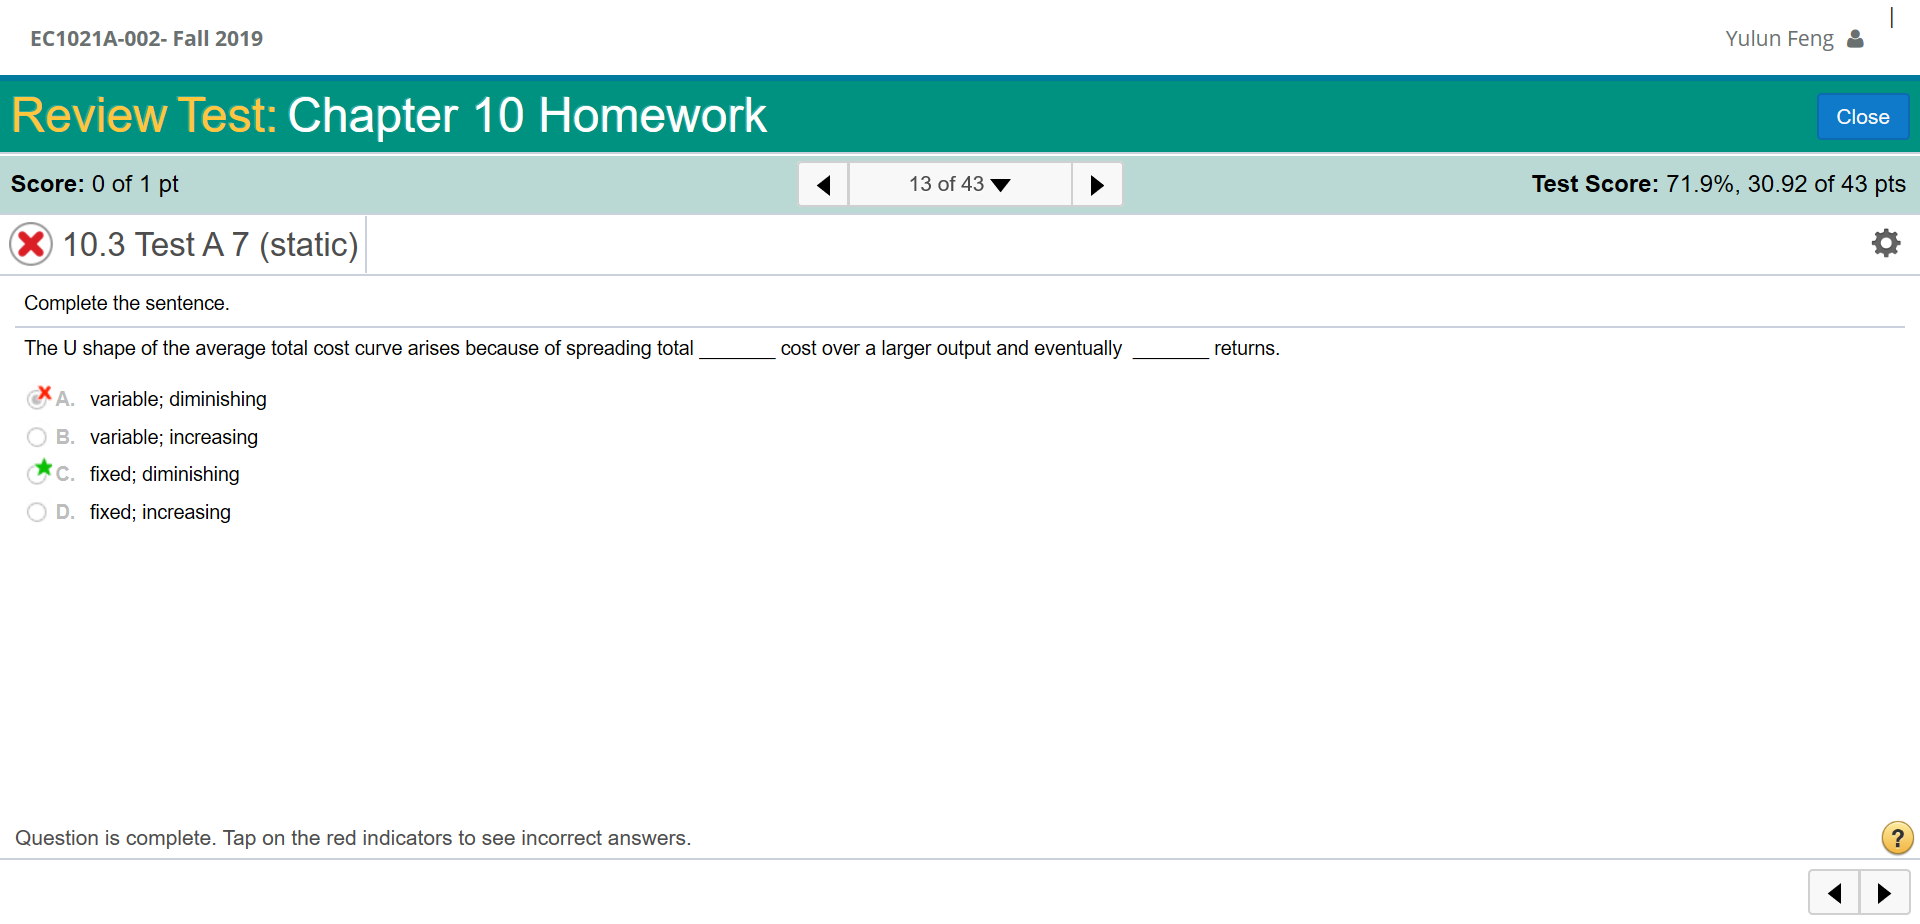 EC1021A-002- Fall 2019
Yulun Feng
Review Test: Chapter 10 Homework
Close
Score: 0 of 1 pt
13 of 43
Test Score: 71.9%, 30.92 of 43 pts
10.3 Test A 7 (static)
Complete the sentence.
The U shape of the average total cost curve arises because of spreading total _______ cost over a larger output and eventually _______ returns.
A. variable; diminishing
B. variable; increasing
C. fixed; diminishing
D. fixed; increasing
Question is complete. Tap on the red indicators to see incorrect answers.
?